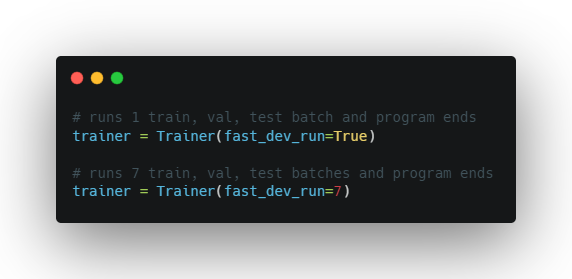 # runs 1 train, val, test batch and program ends
trainer = Trainer(fast_dev_run=True)
# runs 7 train, val, test batches and program ends
trainer = Trainer(fast_dev_run=7)